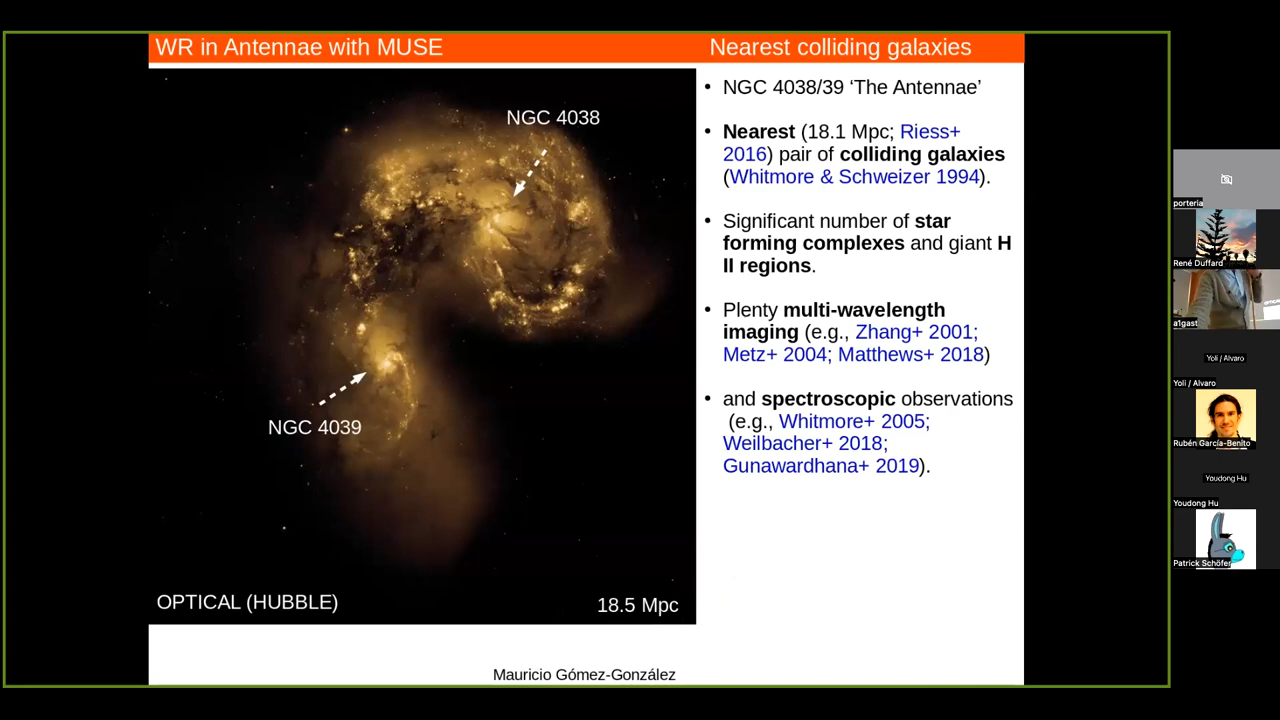 WR in Antennae with MUSE
Nearest colliding galaxies
NGC 4038
NGC 4039
OPTICAL (HUBBLE)
18.5 Mpc
• NGC 4038/39 ‘The Antennae’
• Nearest (18.1 Mpc; Riess+
2016) pair of colliding galaxies
(Whitmore & Schweizer 1994).
• Significant number of star
forming complexes and giant H
II regions.
• Plenty multi-wavelength
imaging (e.g., Zhang+ 2001;
Metz+ 2004; Matthews+ 2018)
• and spectroscopic observations
(e.g., Whitmore+ 2005;
Weilbacher+ 2018;
Gunawardhana+ 2019).
Mauricio Gómez-González
porteria
René Duffard
a1gast
Yoli / Alvaro
Yoli / Alvaro
Rubén García-Benito
Youdong Hu
Youdong Hu
Patrick Schöfer